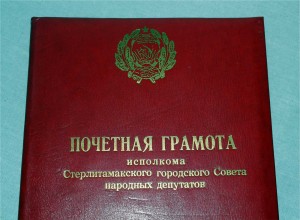 ПОЧЕТНАЯ ГРАМОТА
исполкома
Стерлитамакского городского Совета
народных депутатов